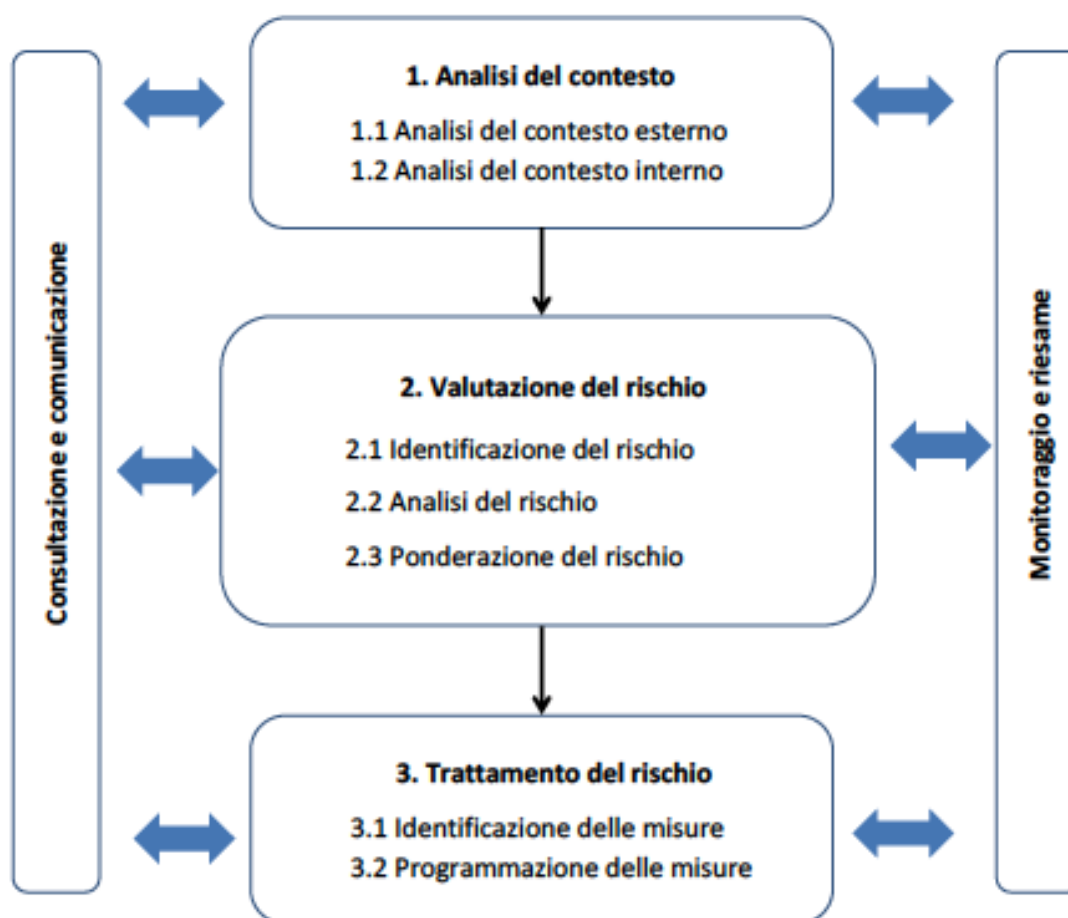 Consultazione e comunicazione
1. Analisi del contesto
1.1 Analisi del contesto esterno
1.2 Analisi del contesto interno
2. Valutazione del rischio
2.1 Identificazione del rischio
2.2 Analisi del rischio
2.3 Ponderazione del rischio
3. Trattamento del rischio
3.1 Identificazione delle misure
3.2 Programmazione delle misure
Monitoraggio e riesame